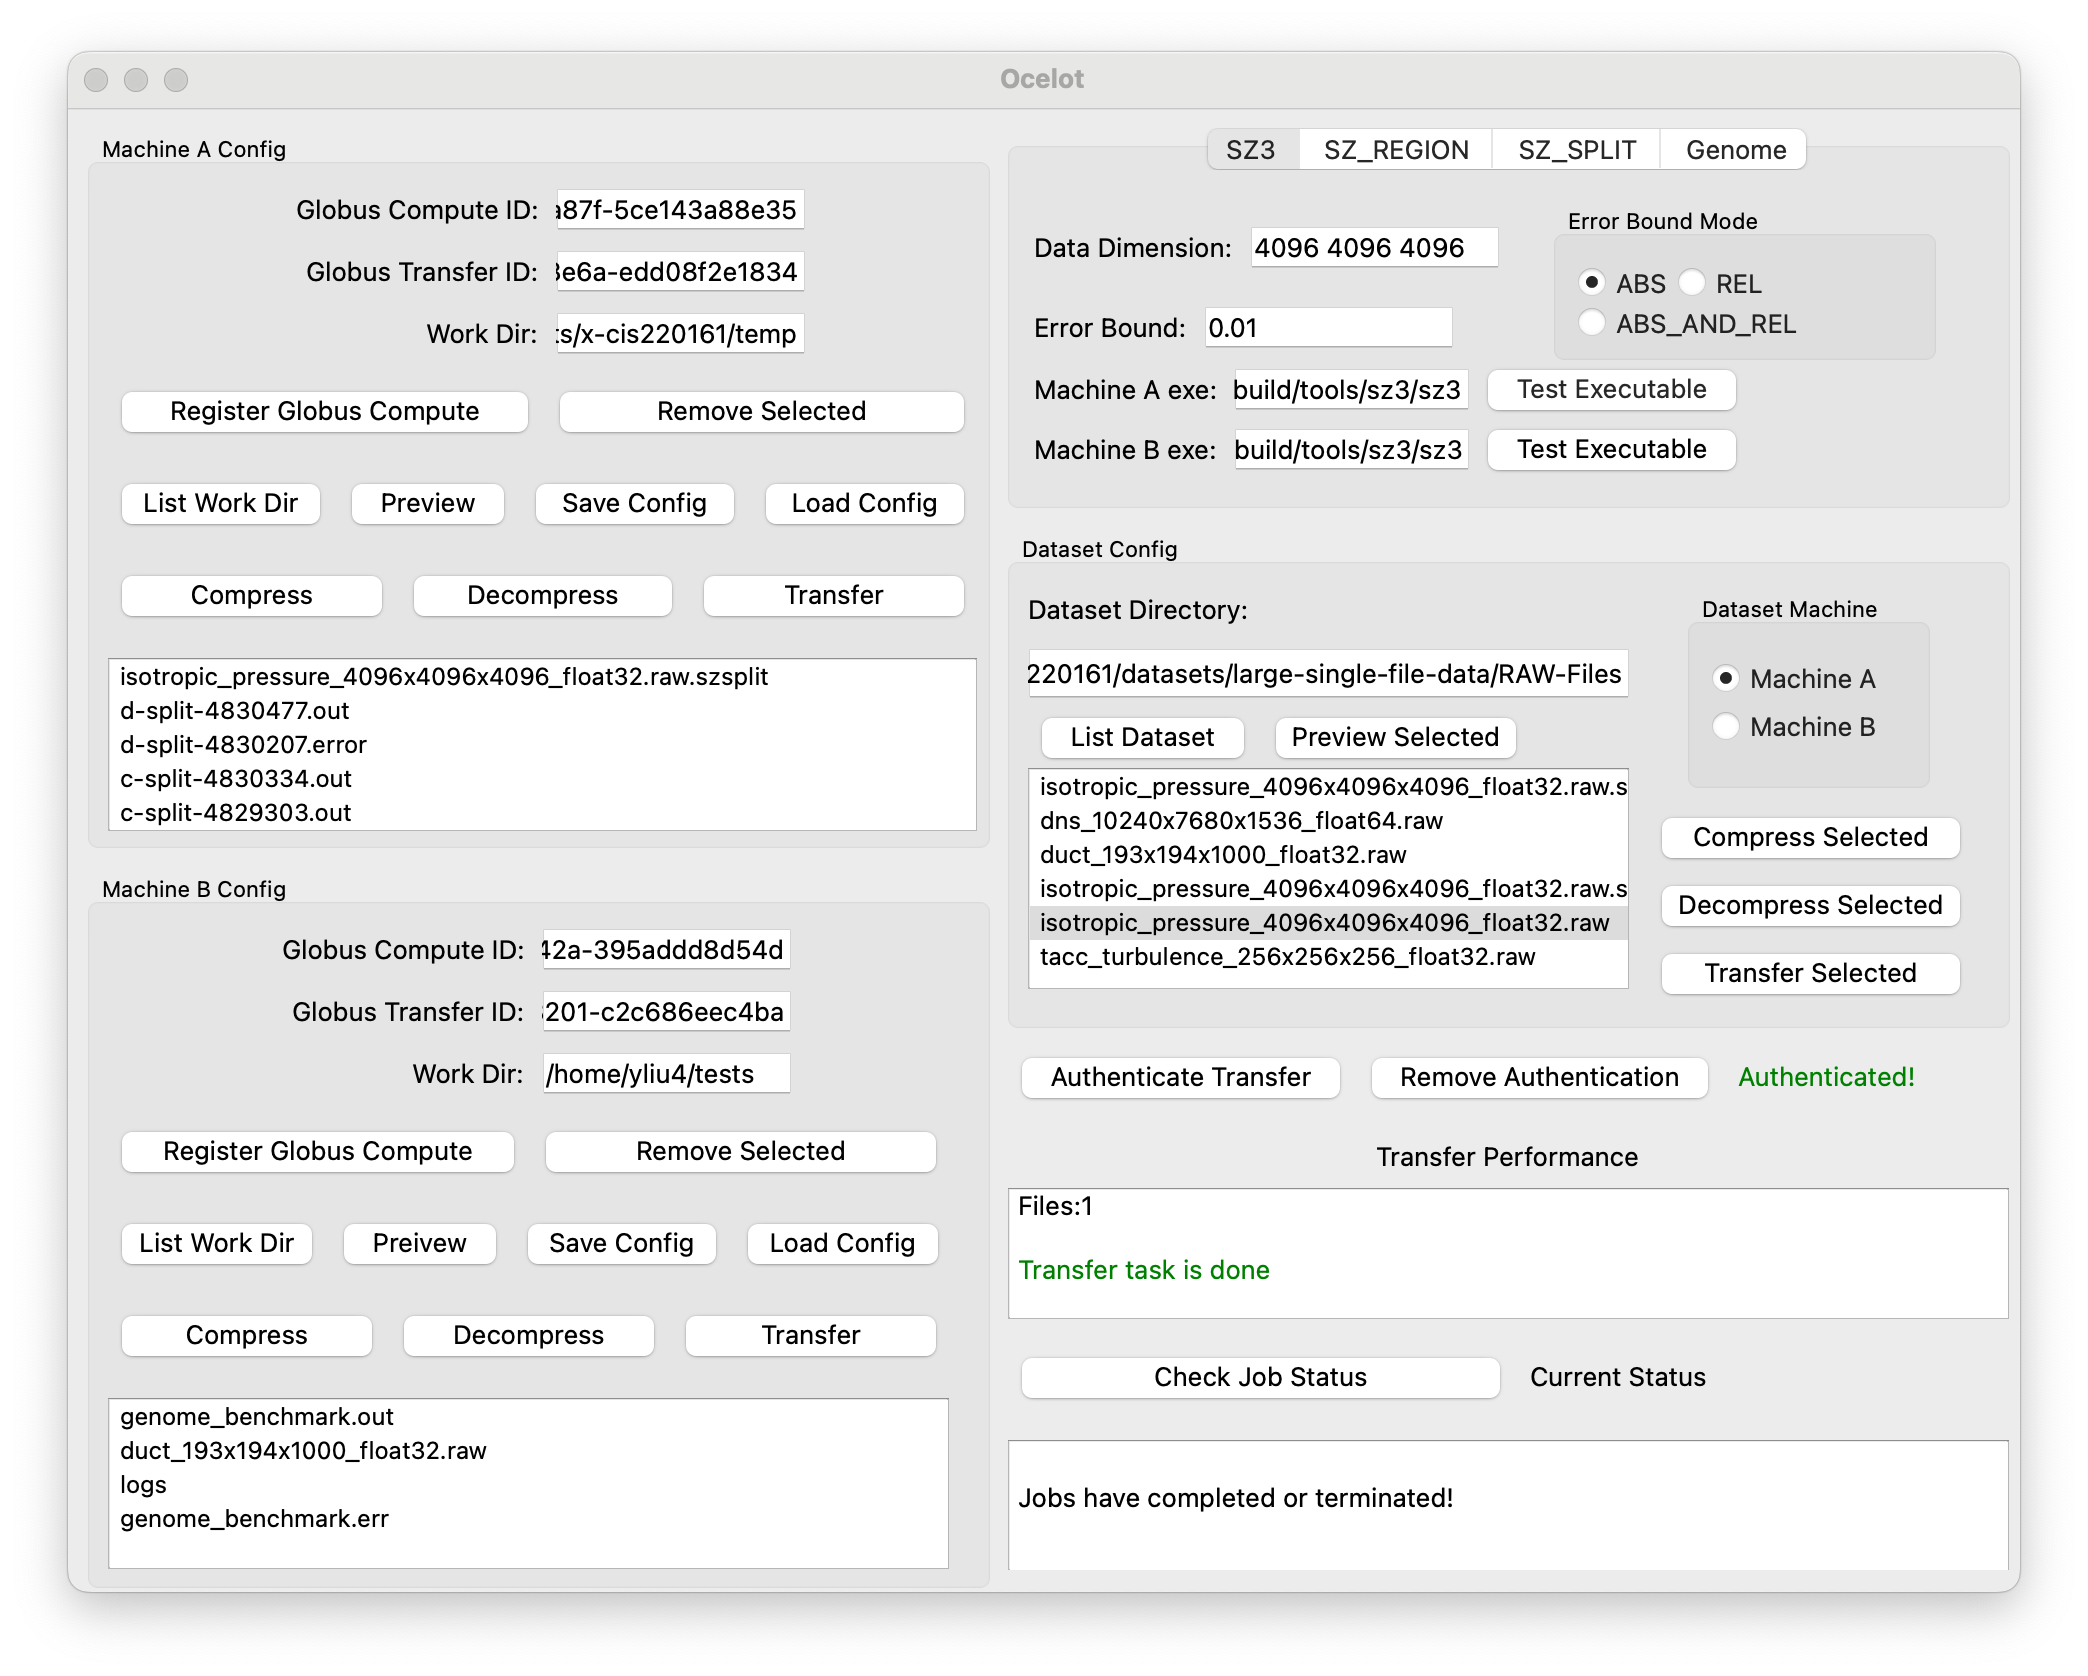 Ocelot
Machine A Config
Globus Compute ID: a87f-5ce143a88e35
Globus Transfer ID: 3e6a-edd08f2e1834
Work Dir: ts/x-cis220161/temp
Register Globus Compute Remove Selected
List Work Dir Preview Save Config Load Config
Compress Decompress Transfer
isotropic_pressure_4096x4096x4096_float32.raw.szsplit
d-split-4830477.out
d-split-4830207.error
c-split-4830334.out
c-split-4829303.out
Machine B Config
Globus Compute ID: 42a-395addd8d54d
Globus Transfer ID: 201-c2c686eec4ba
Work Dir: /home/yliu4/tests
Register Globus Compute Remove Selected
List Work Dir Preivew Save Config Load Config
Compress Decompress Transfer
genome_benchmark.out
duct_193x194x1000_float32.raw
logs
genome_benchmark.err
SZ3 SZ_REGION SZ_SPLIT Genome
Data Dimension: 4096 4096 4096
Error Bound: 0.01
Error Bound Mode
ABS REL
ABS_AND_REL
Machine A exe: build/tools/sz3/sz3 Test Executable
Machine B exe: build/tools/sz3/sz3 Test Executable
Dataset Config
Dataset Directory:
220161/datasets/large-single-file-data/RAW-Files
List Dataset Preview Selected
isotropic_pressure_4096x4096x4096_float32.raw.s
dns_10240x7680x1536_float64.raw
duct_193x194x1000_float32.raw
isotropic_pressure_4096x4096x4096_float32.raw.s
isotropic_pressure_4096x4096x4096_float32.raw
tacc_turbulence_256x256x256_float32.raw
Dataset Machine
Machine A
Machine B
Compress Selected
Decompress Selected
Transfer Selected
Authenticate Transfer Remove Authentication Authenticated!
Transfer Performance
Files:1
Transfer task is done
Check Job Status Current Status
Jobs have completed or terminated!